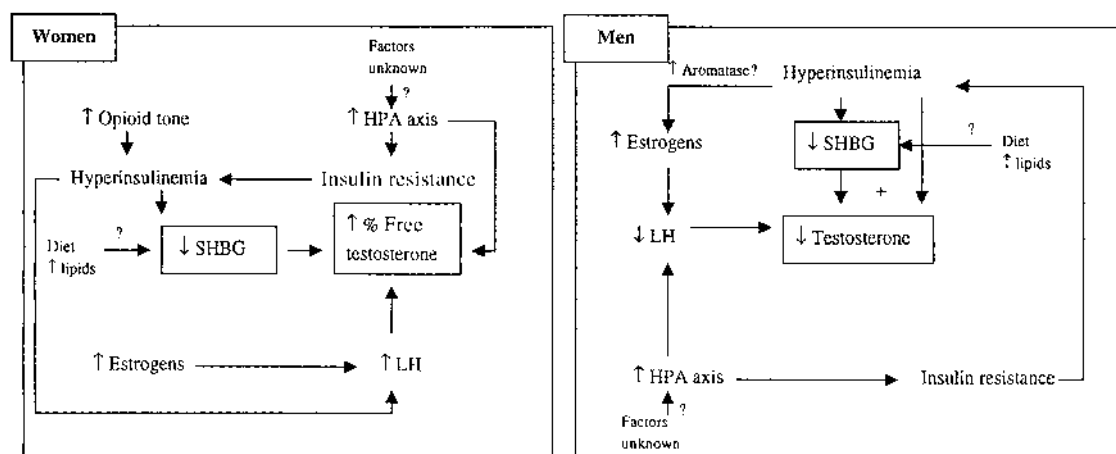 Women
Factors
unknown
?
↑ Opioid tone
↑ HPA axis
Hyperinsulinemia
Insulin resistance
Diet
↑ lipids
?
↓ SHBG
↑ % Free
testosterone
↑ Estrogens
↑ LH
Men
↑ Aromatase?
Hyperinsulinemia
↑ Estrogens
↓ SHBG
?
Diet
↑ lipids
+
↓ LH
↓ Testosterone
↑ HPA axis
Insulin resistance
?
Factors
unknown